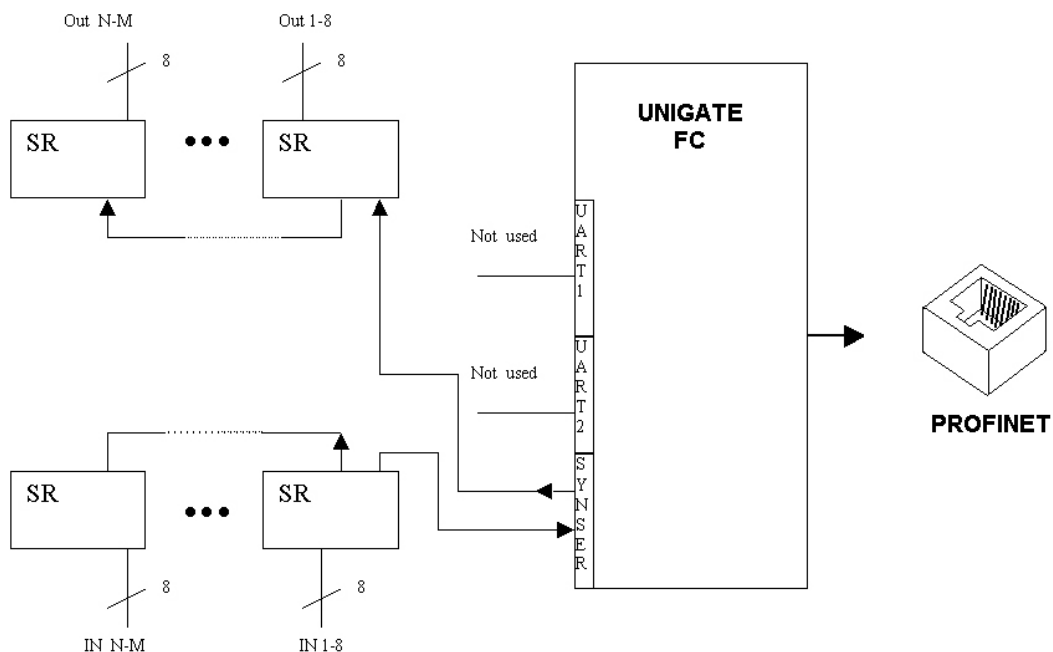 Out N-M
Out 1-8
8
8
SR
SR
UNIGATE
FC
UART1
Not used
UART2
Not used
SYNSER
PROFINET
SR
SR
8
8
IN N-M
IN 1-8